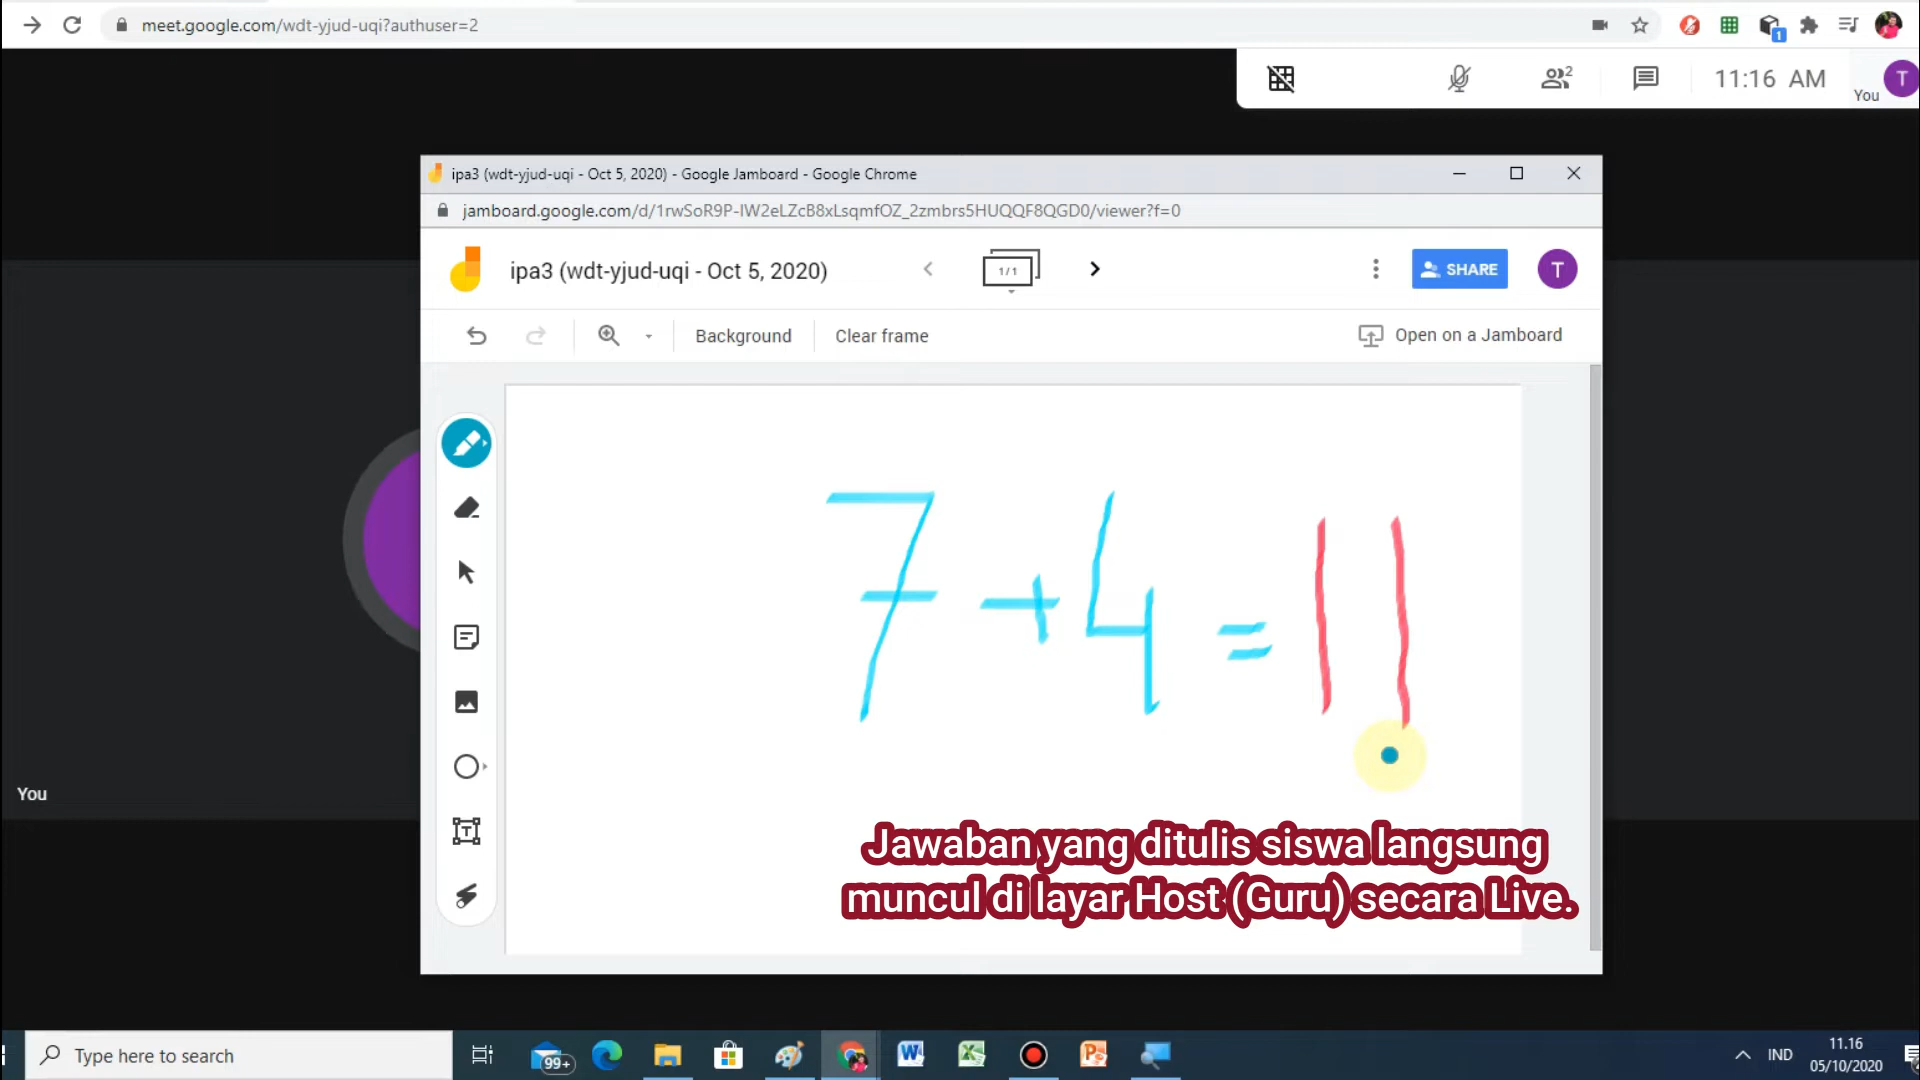 meet.google.com/wdt-yjud-uqi?authuser=2
1
2
11:16 AM
You
T
ipa3 (wdt-yjud-uqi - Oct 5, 2020) - Google Jamboard - Google Chrome
jamboard.google.com/d/1rwSoR9P-IW2eLZcB8xLsqmfOZ_2zmbrs5HUQQF8QGD0/viewer?f=0
ipa3 (wdt-yjud-uqi - Oct 5, 2020)
1/1
SHARE
T
Background
Clear frame
Open on a Jamboard
7+4=11
You
Jawaban yang ditulis siswa langsung
muncul di layar Host (Guru) secara Live.
Type here to search
99+
IND
11.16
05/10/2020